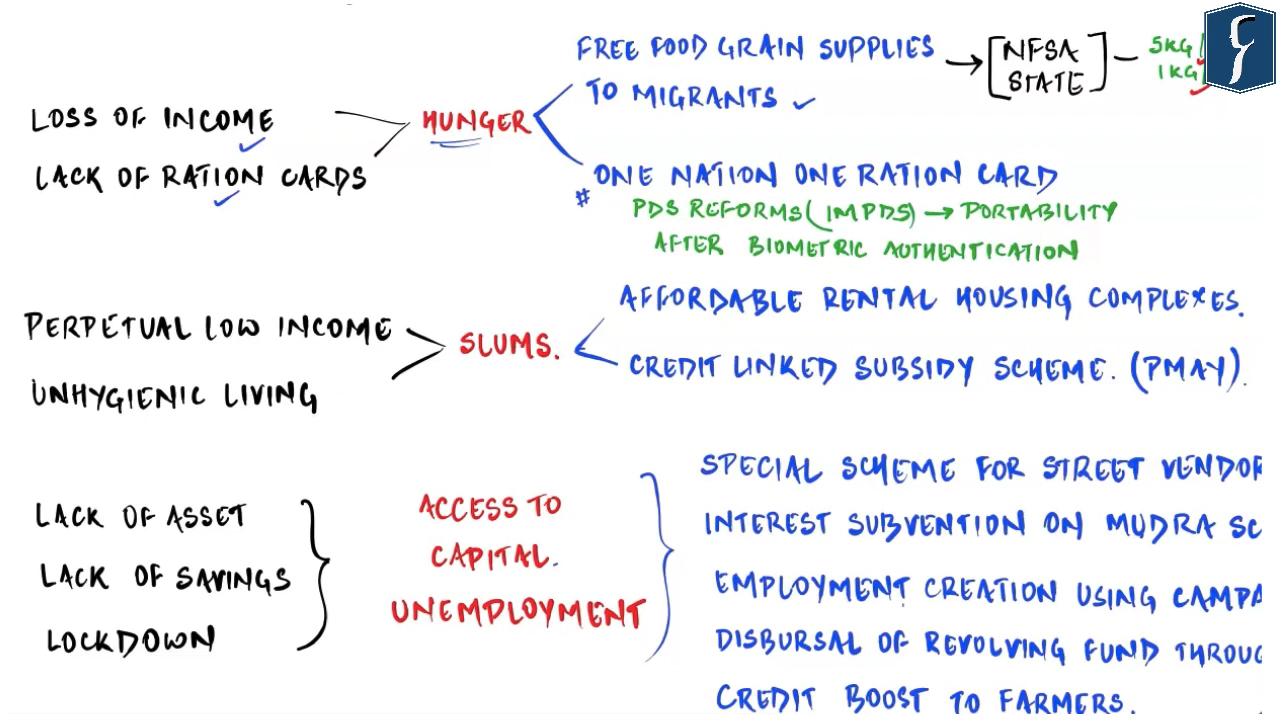 FREE FOOD GRAIN SUPPLIES
TO MIGRANTS
NFSA
STATE
5KG
1KG
LOSS OF INCOME
LACK OF RATION CARDS
HUNGER
# ONE NATION ONE RATION CARD
PDS REFORMS (IMPDS) → PORTABILITY
AFTER BIOMETRIC AUTHENTICATION
PERPETUAL LOW INCOME
UNHYGIENIC LIVING
SLUMS.
AFFORDABLE RENTAL HOUSING COMPLEXES.
CREDIT LINKED SUBSIDY SCHEME. (PMAY).
LACK OF ASSET
LACK OF SAVINGS
LOCKDOWN
ACCESS TO
CAPITAL.
UNEMPLOYMENT
SPECIAL SCHEME FOR STREET VENDOR
INTEREST SUBVENTION ON MUDRA SC
EMPLOYMENT CREATION USING CAMPA
DISBURSAL OF REVOLVING FUND THROUG
CREDIT BOOST TO FARMERS.